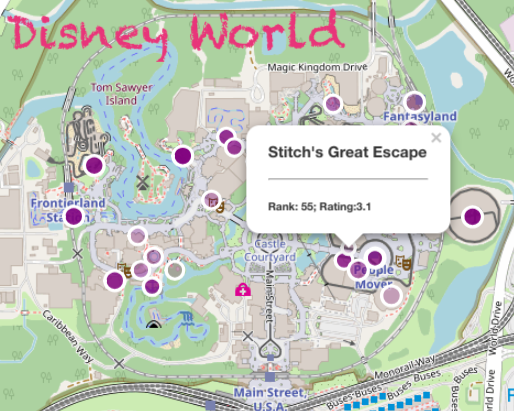 Disney World
Magic Kingdom Drive
Tom Sawyer
Island
Fantasyland
×
Stitch's Great Escape
Rank: 55; Rating:3.1
Frontierland
Station
Castle
Courtyard
People
Mover
Main Street
Caribbean Way
World Drive
Monorail Way
Buses Buses Buses Buses
Main Street,
U.S.A